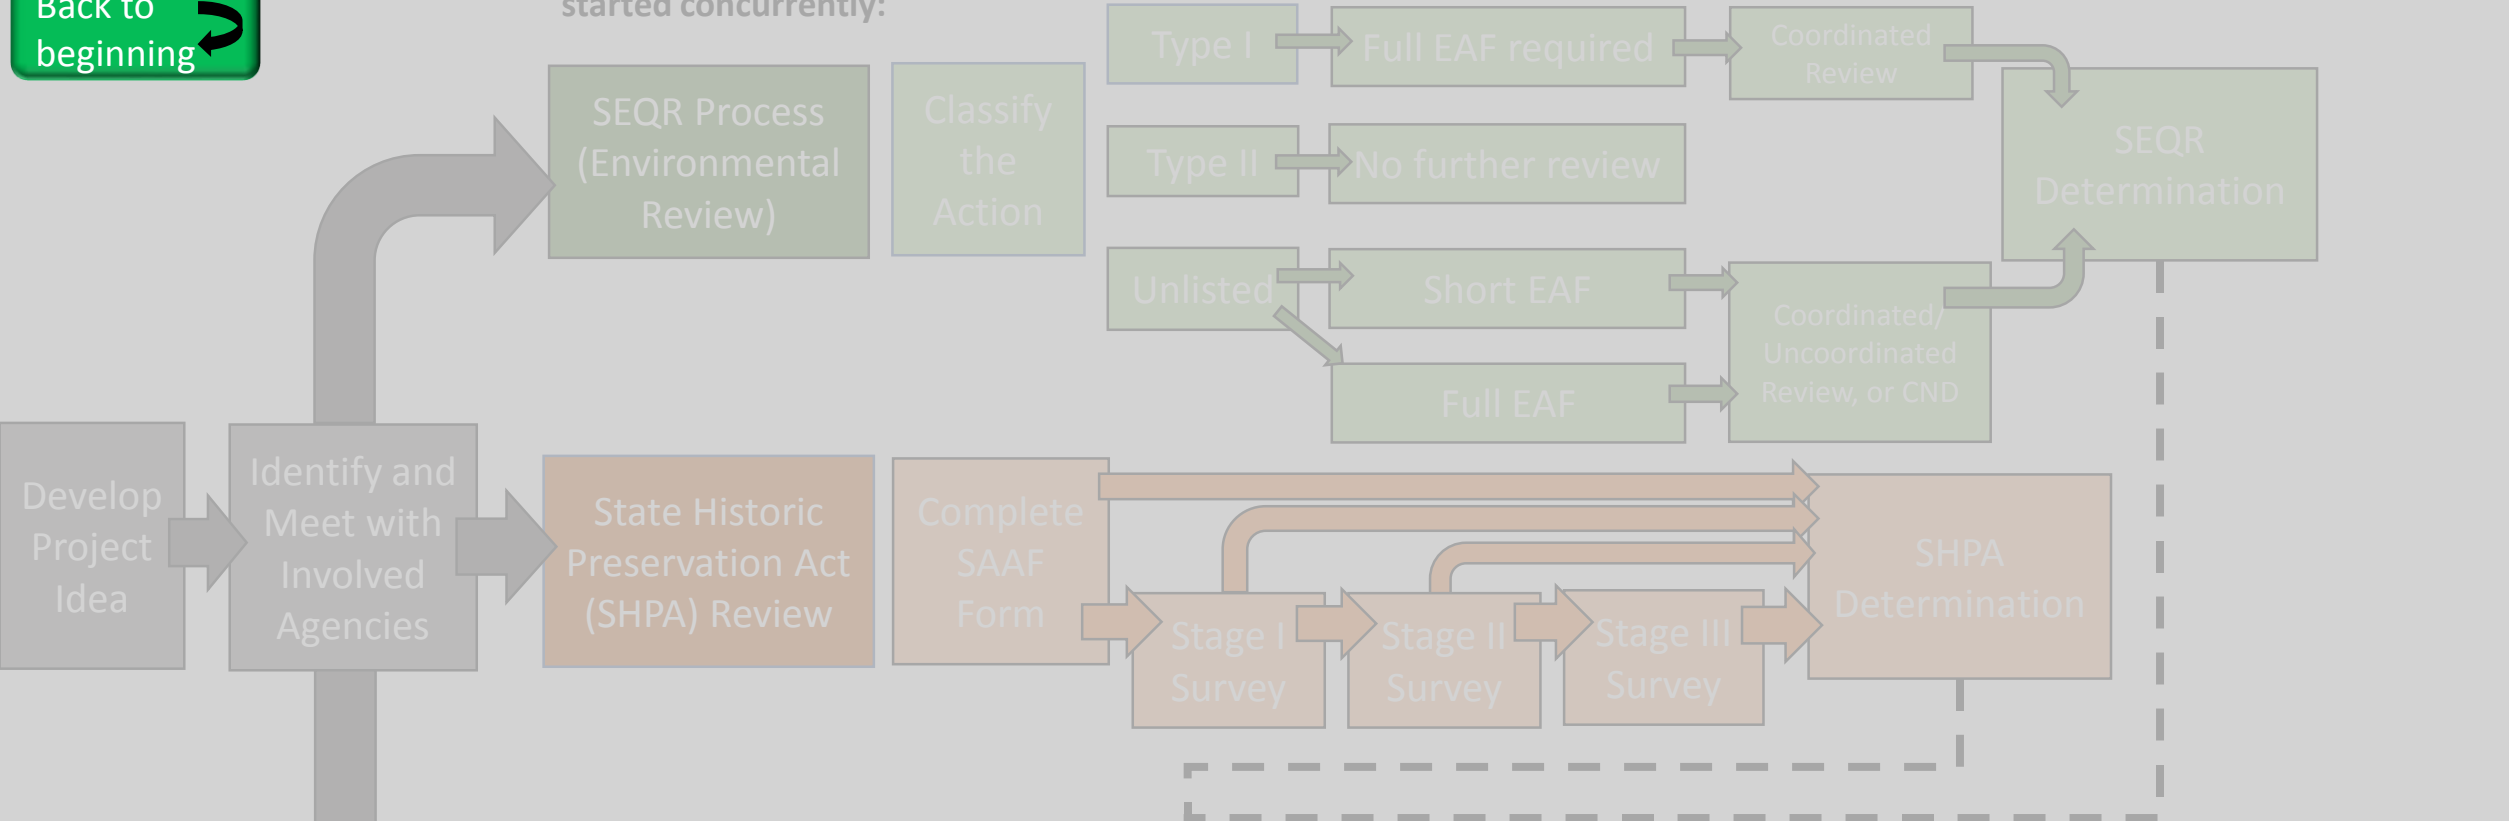 Back to
beginning
started concurrently:
Type I
Full EAF required
Coordinated
Review
SEQR Process
(Environmental
Review)
Classify
the
Action
Type II
No further review
SEQR
Determination
Unlisted
Short EAF
Coordinated/
Uncoordinated
Review, or CND
Full EAF
Develop
Project
Idea
Identify and
Meet with
Involved
Agencies
State Historic
Preservation Act
(SHPA) Review
Complete
SAAF
Form
Stage I
Survey
Stage II
Survey
Stage III
Survey
SHPA
Determination